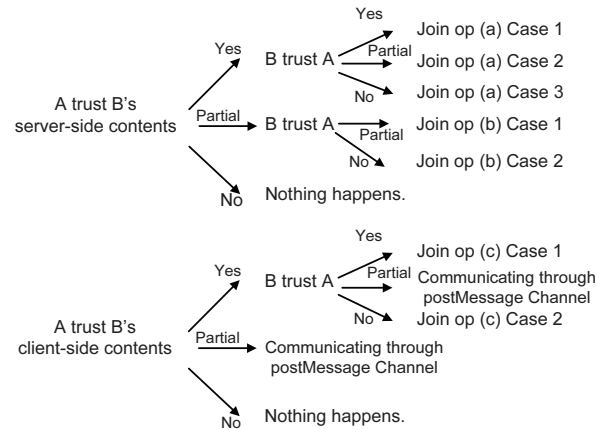 Yes
Join op (a) Case 1
Yes
B trust A
Partial
Join op (a) Case 2
No
Join op (a) Case 3
A trust B's
server-side contents
Partial
B trust A
Partial
Join op (b) Case 1
No
Join op (b) Case 2
No
Nothing happens.
Yes
Join op (c) Case 1
Yes
B trust A
Partial
Communicating through
postMessage Channel
No
Join op (c) Case 2
A trust B's
client-side contents
Partial
Communicating through
postMessage Channel
No
Nothing happens.